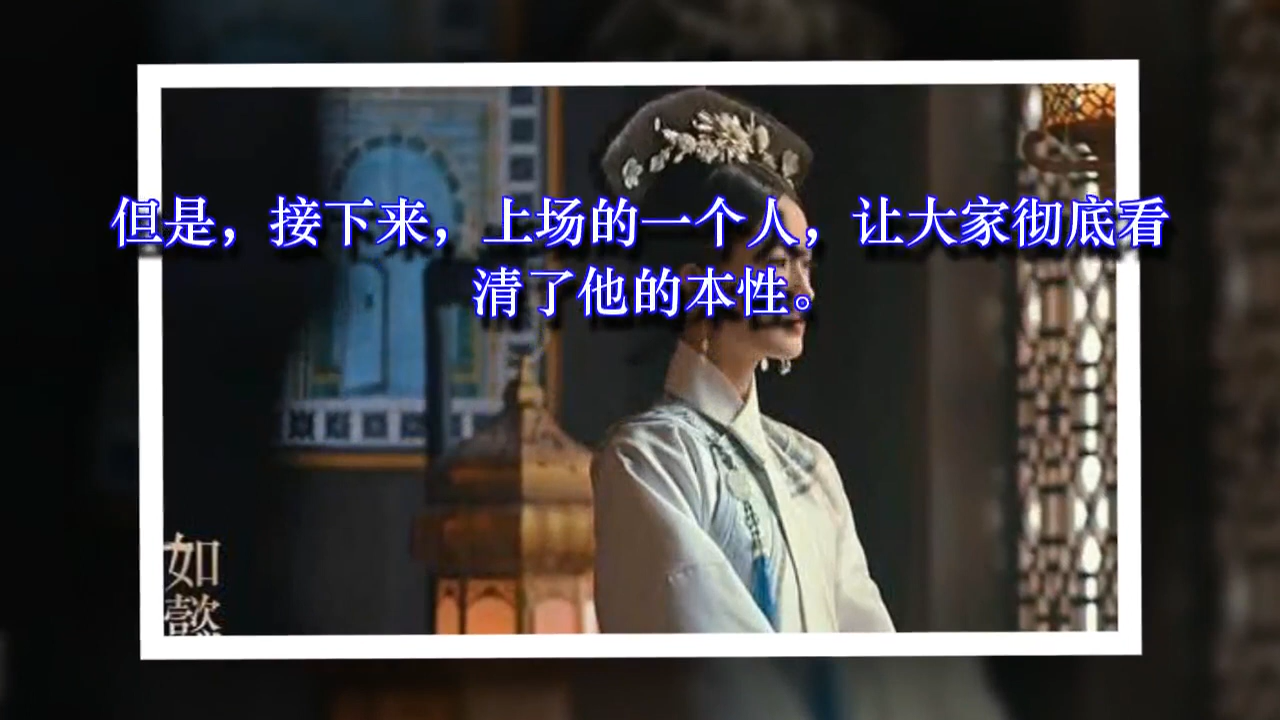 但是，接下来，上场的一个人，让大家彻底看
清了他的本性。
如
懿